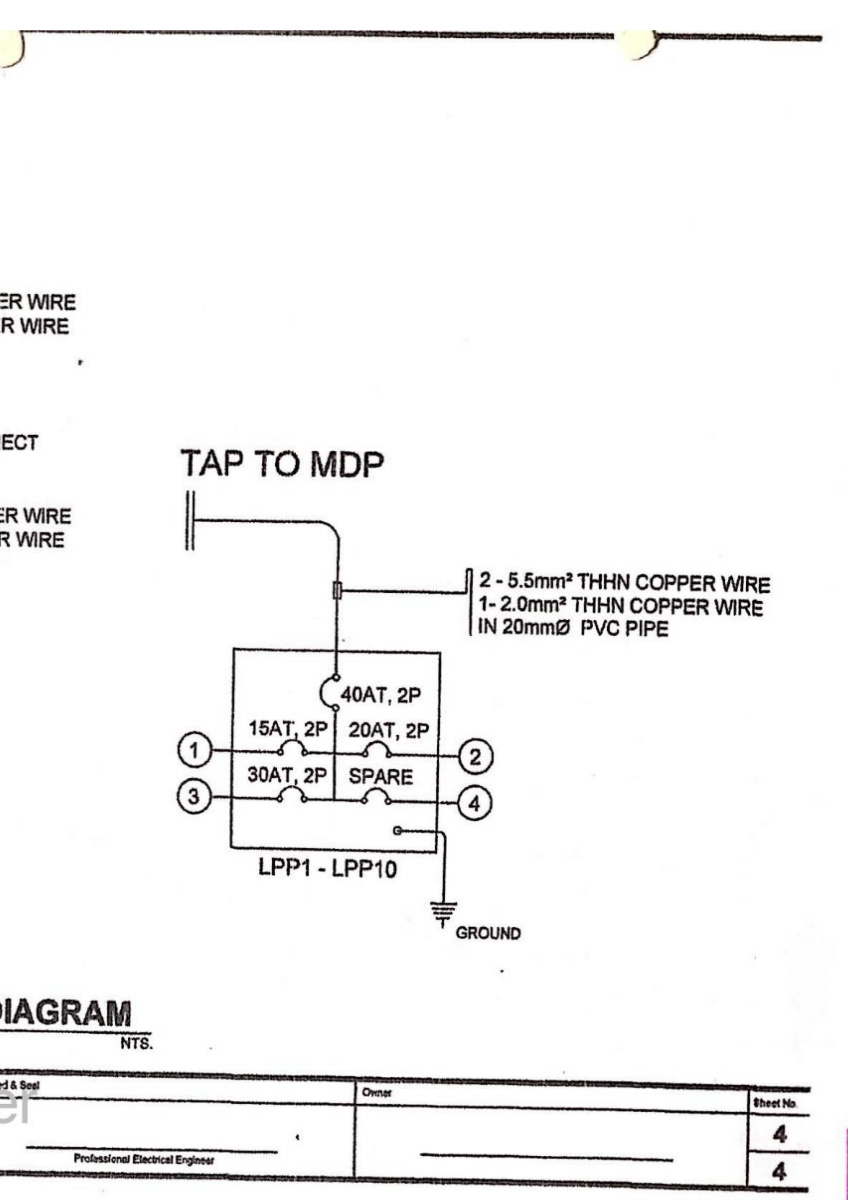 ER WIRE
R WIRE
ECT
ER WIRE
R WIRE
TAP TO MDP
2 - 5.5mm² THHN COPPER WIRE
1- 2.0mm² THHN COPPER WIRE
IN 20mmØ PVC PIPE
40AT, 2P
15AT, 2P 20AT, 2P
1 2
30AT, 2P SPARE
3 4
LPP1 - LPP10
GROUND
DIAGRAM
NTS.
ed & Seal
er
Owner
Sheet No.
4
4
Professional Electrical Engineer